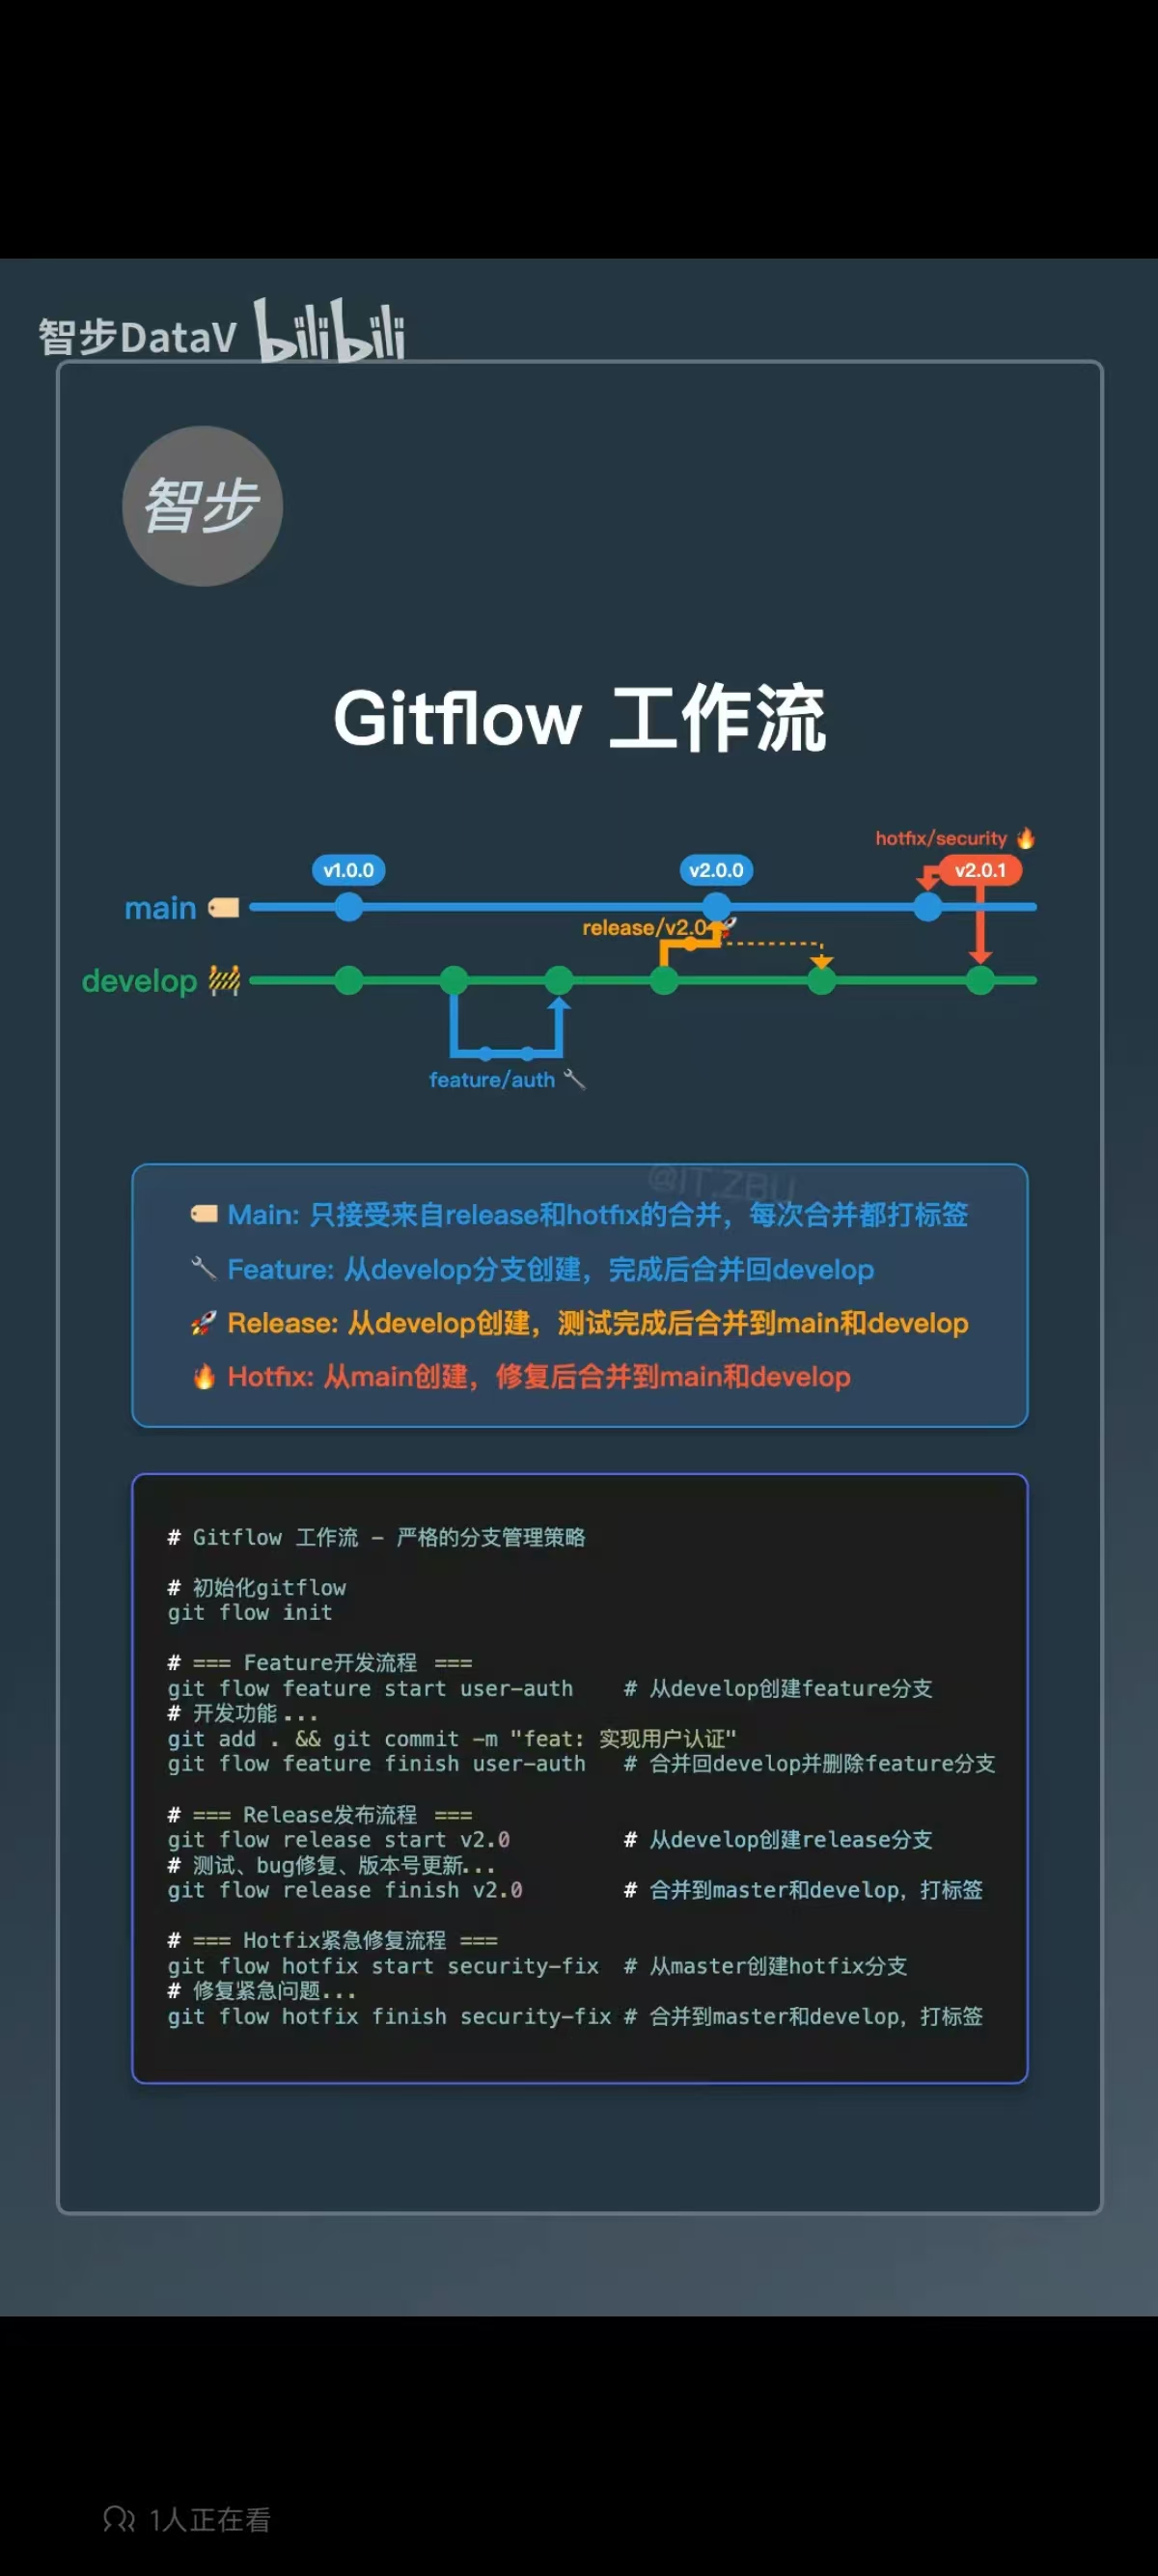 智步DataV bilibili
智步
Gitflow 工作流
hotfix/security
v1.0.0
v2.0.0
v2.0.1
main
release/v2.0
develop
feature/auth
@IT.ZBU
Main: 只接受来自release和hotfix的合并，每次合并都打标签
Feature: 从develop分支创建，完成后合并回develop
Release: 从develop创建，测试完成后合并到main和develop
Hotfix: 从main创建，修复后合并到main和develop
# Gitflow 工作流 - 严格的分支管理策略
# 初始化gitflow
git flow init
# === Feature开发流程 ===
git flow feature start user-auth    # 从develop创建feature分支
# 开发功能...
git add . && git commit -m "feat: 实现用户认证"
git flow feature finish user-auth   # 合并回develop并删除feature分支
# === Release发布流程 ===
git flow release start v2.0         # 从develop创建release分支
# 测试、bug修复、版本号更新...
git flow release finish v2.0        # 合并到master和develop，打标签
# === Hotfix紧急修复流程 ===
git flow hotfix start security-fix  # 从master创建hotfix分支
# 修复紧急问题...
git flow hotfix finish security-fix # 合并到master和develop，打标签
1人正在看